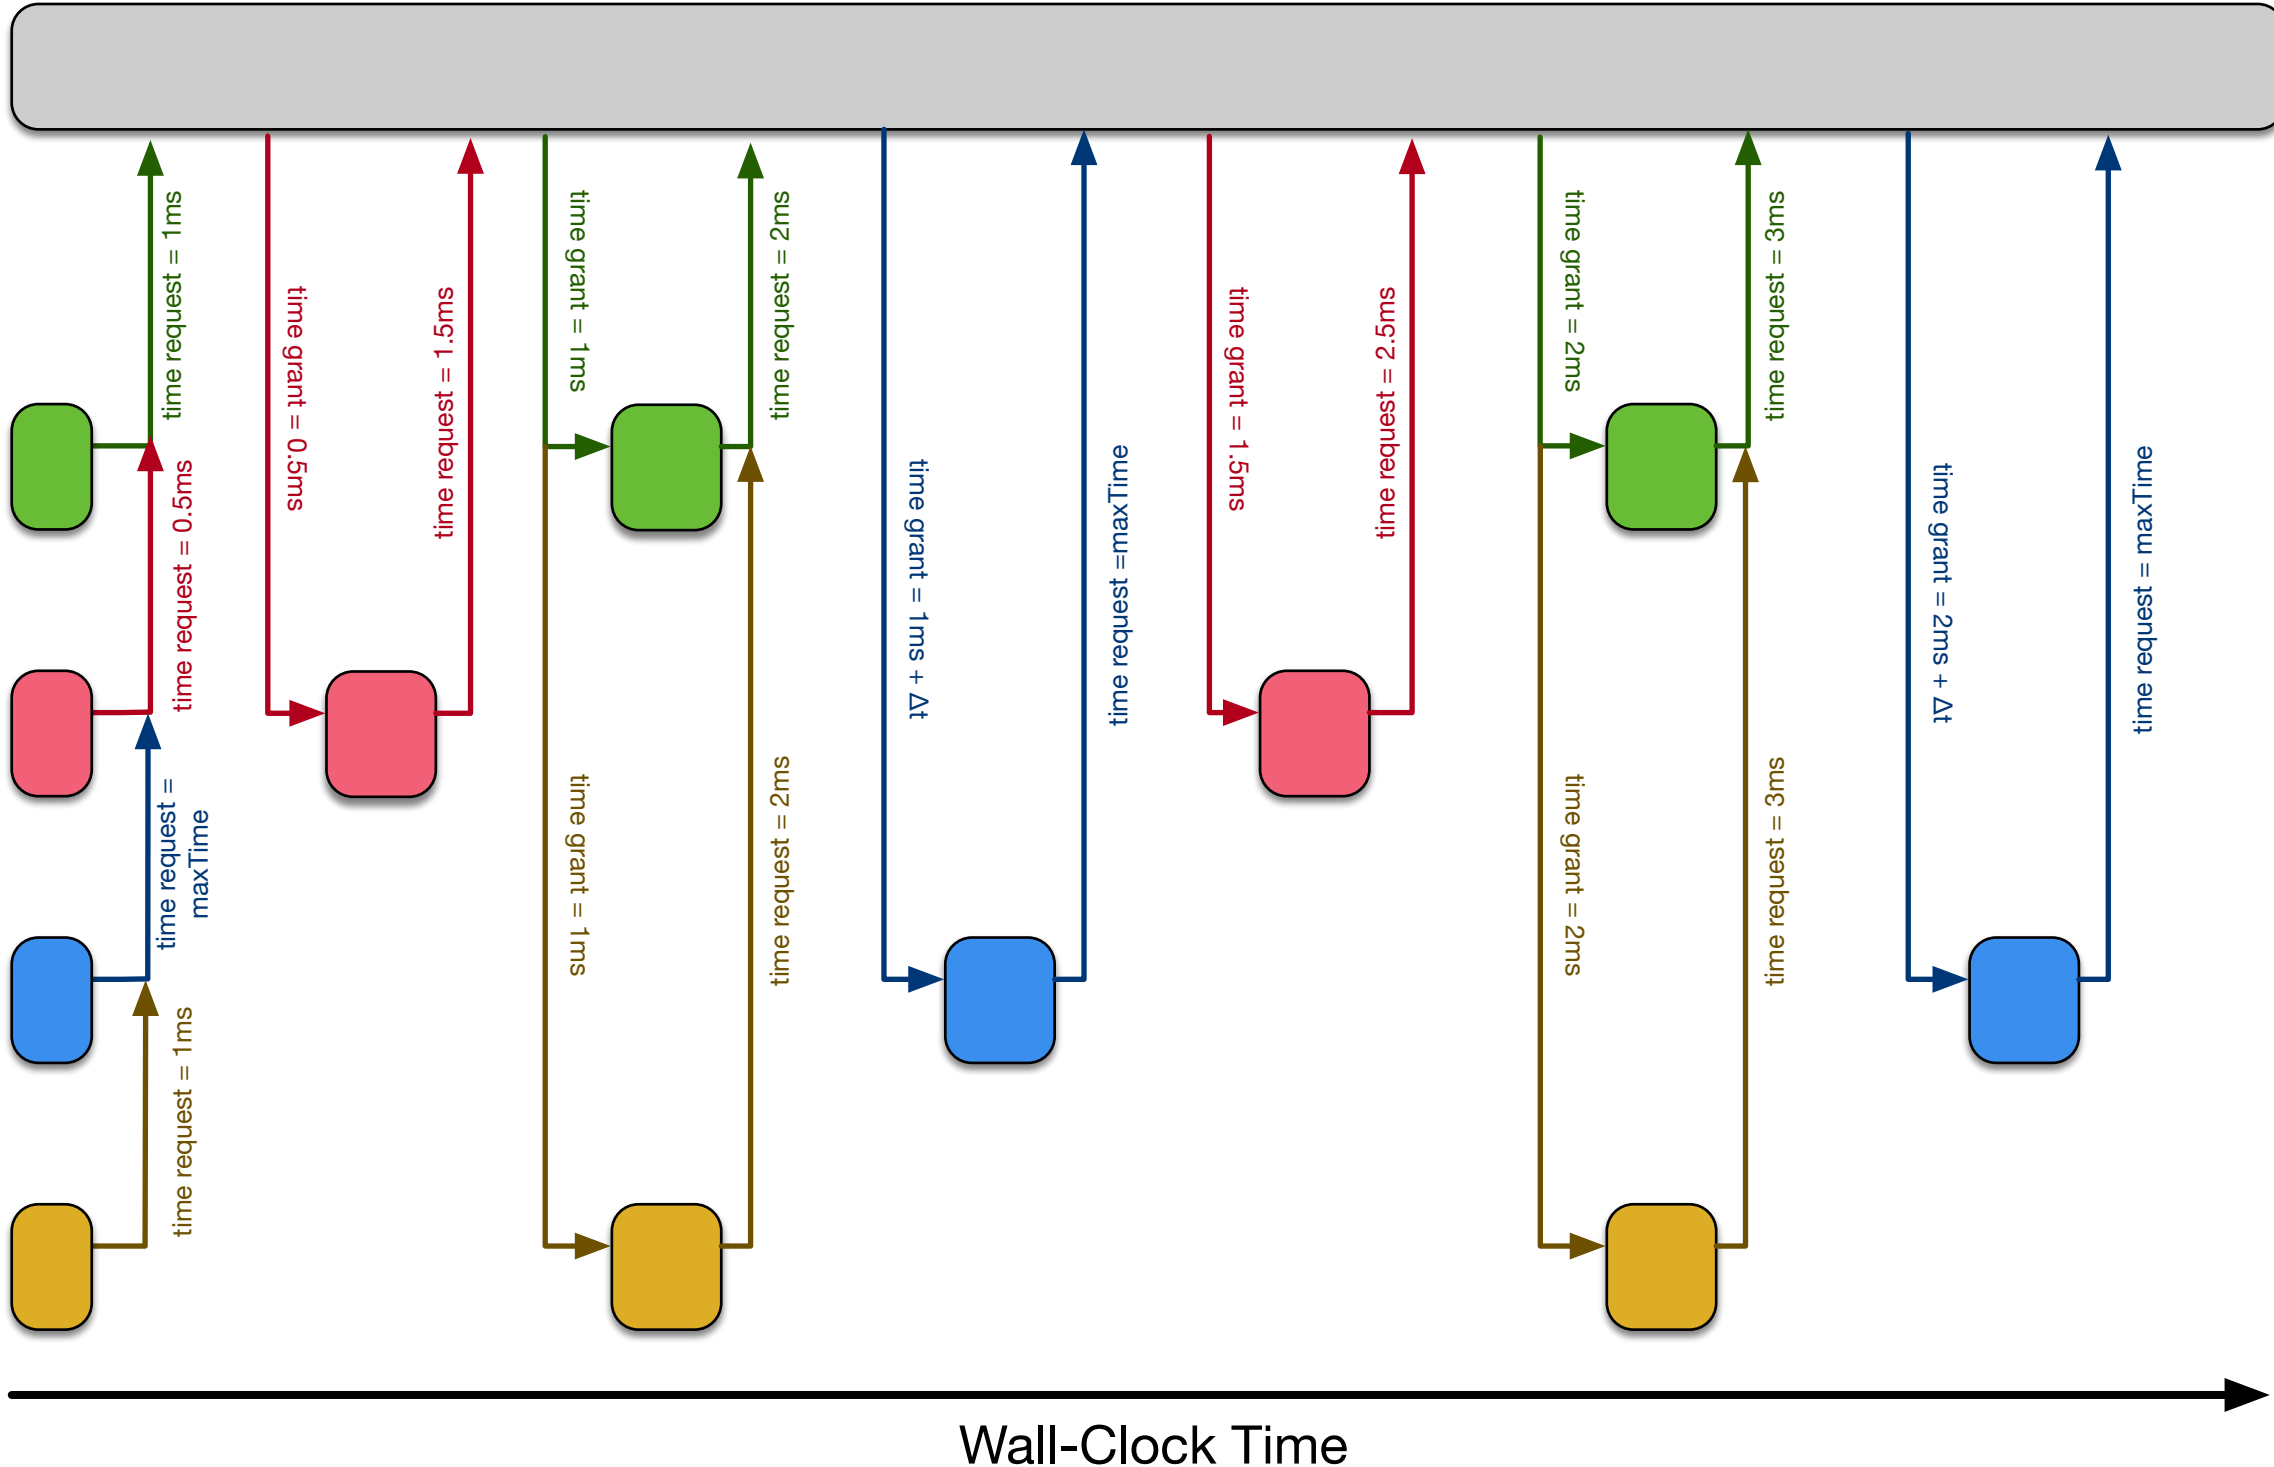 time request = 1ms
time request = 0.5ms
time request =
maxTime
time request = 1ms
time grant = 0.5ms
time request = 1.5ms
time grant = 1ms
time grant = 1ms
time request = 2ms
time request = 2ms
time grant = 1ms + Δt
time request =maxTime
time grant = 1.5ms
time request = 2.5ms
time grant = 2ms
time grant = 2ms
time request = 3ms
time request = 3ms
time grant = 2ms + Δt
time request = maxTime
Wall-Clock Time